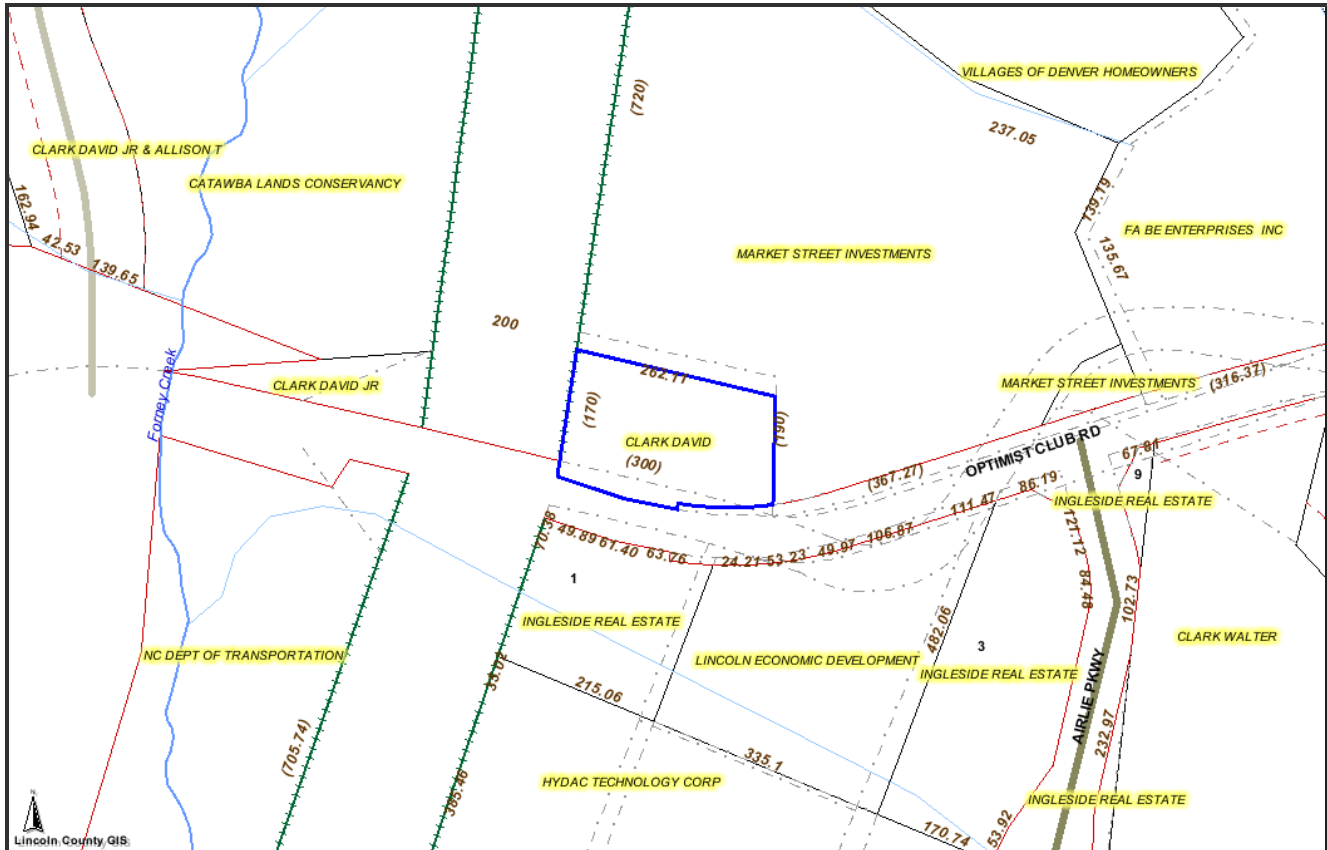 VILLAGES OF DENVER HOMEOWNERS
(720)
237.05
CLARK DAVID JR & ALLISON T
CATAWBA LANDS CONSERVANCY
162.94
42.53
139.65
139.79
135.67
FA BE ENTERPRISES INC
MARKET STREET INVESTMENTS
200
Forney Creek
CLARK DAVID JR
262.11
(170)
CLARK DAVID
(300)
(190)
MARKET STREET INVESTMENTS
(316.37)
OPTIMIST CLUB RD
(367.27)
67.81
9
INGLESIDE REAL ESTATE
70.38
49.89
61.40
63.76
24.21
53.23
49.97
106.87
111.47
86.19
127.12
84.48
102.73
1
INGLESIDE REAL ESTATE
482.06
3
CLARK WALTER
NC DEPT OF TRANSPORTATION
33.02
LINCOLN ECONOMIC DEVELOPMENT
INGLESIDE REAL ESTATE
215.06
AIRLIE PKWY
232.97
(705.74)
335.1
385.46
HYDAC TECHNOLOGY CORP
INGLESIDE REAL ESTATE
170.74
53.92
N
Lincoln County GIS